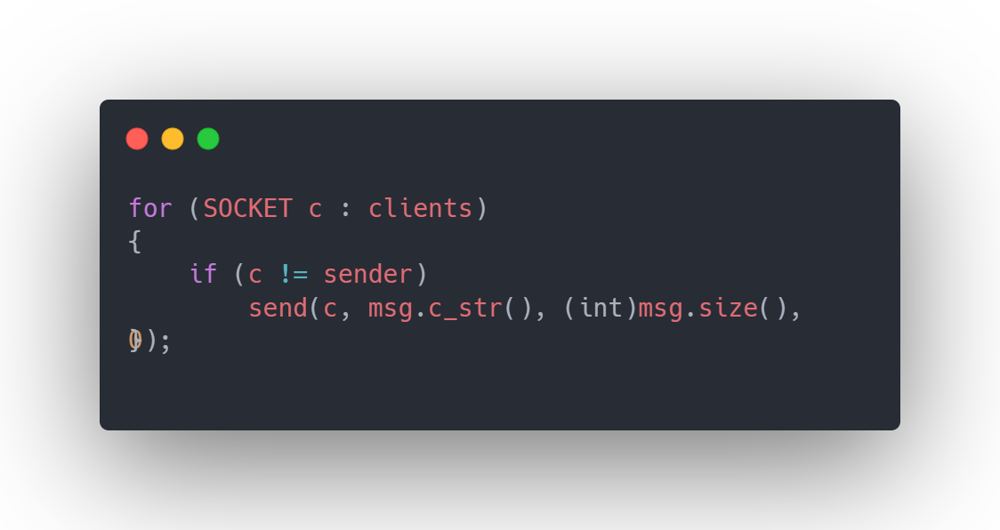 for (SOCKET c : clients)
{
    if (c != sender)
        send(c, msg.c_str(), (int)msg.size(),
0);
}